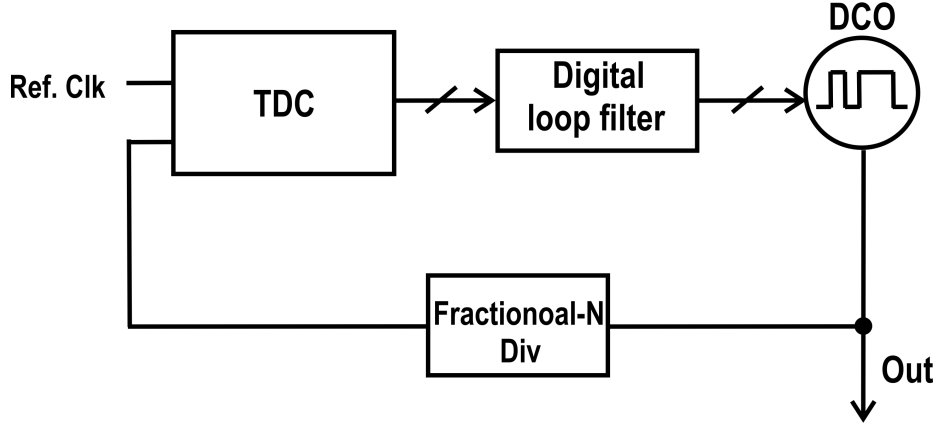 DCO
Ref. Clk
TDC
Digital
loop filter
Fractionoal-N
Div
Out